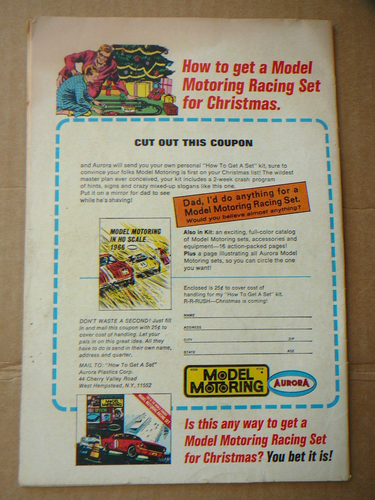 How to get a Model
Motoring Racing Set
for Christmas.
CUT OUT THIS COUPON
and Aurora will send you your own personal "How To Get A Set" kit, sure to
convince your folks Model Motoring is first on your Christmas list! The wildest
master plan ever conceived, your kit includes a 2-week crash program
of hints, signs and crazy mixed-up slogans like this one.
Put it on a mirror for dad to see
while he's shaving!
Dad, I'd do anything for a
Model Motoring Racing Set.
Would you believe almost anything?
MODEL MOTORING
IN HO SCALE
1966
Also in Kit: an exciting, full-color catalog
of Model Motoring sets, accessories and
equipment—16 action-packed pages!
Plus a page illustrating all Aurora Model
Motoring sets, so you can circle the one
you want!
Enclosed is 25¢ to cover cost of
handling for my "How To Get A Set" kit.
R-R-RUSH—Christmas is coming!
DON'T WASTE A SECOND! Just fill
in and mail this coupon with 25¢ to
cover cost of handling. Let your
pals in on this great idea. All they
have to do is send in their own name,
address and quarter.
MAIL TO: "How To Get A Set"
Aurora Plastics Corp.
44 Cherry Valley Road
West Hempstead, N.Y., 11552
NAME
ADDRESS
CITY
ZIP
STATE
MODEL
MOTORING
AURORA
Is this any way to get a
Model Motoring Racing Set
for Christmas? You bet it is!